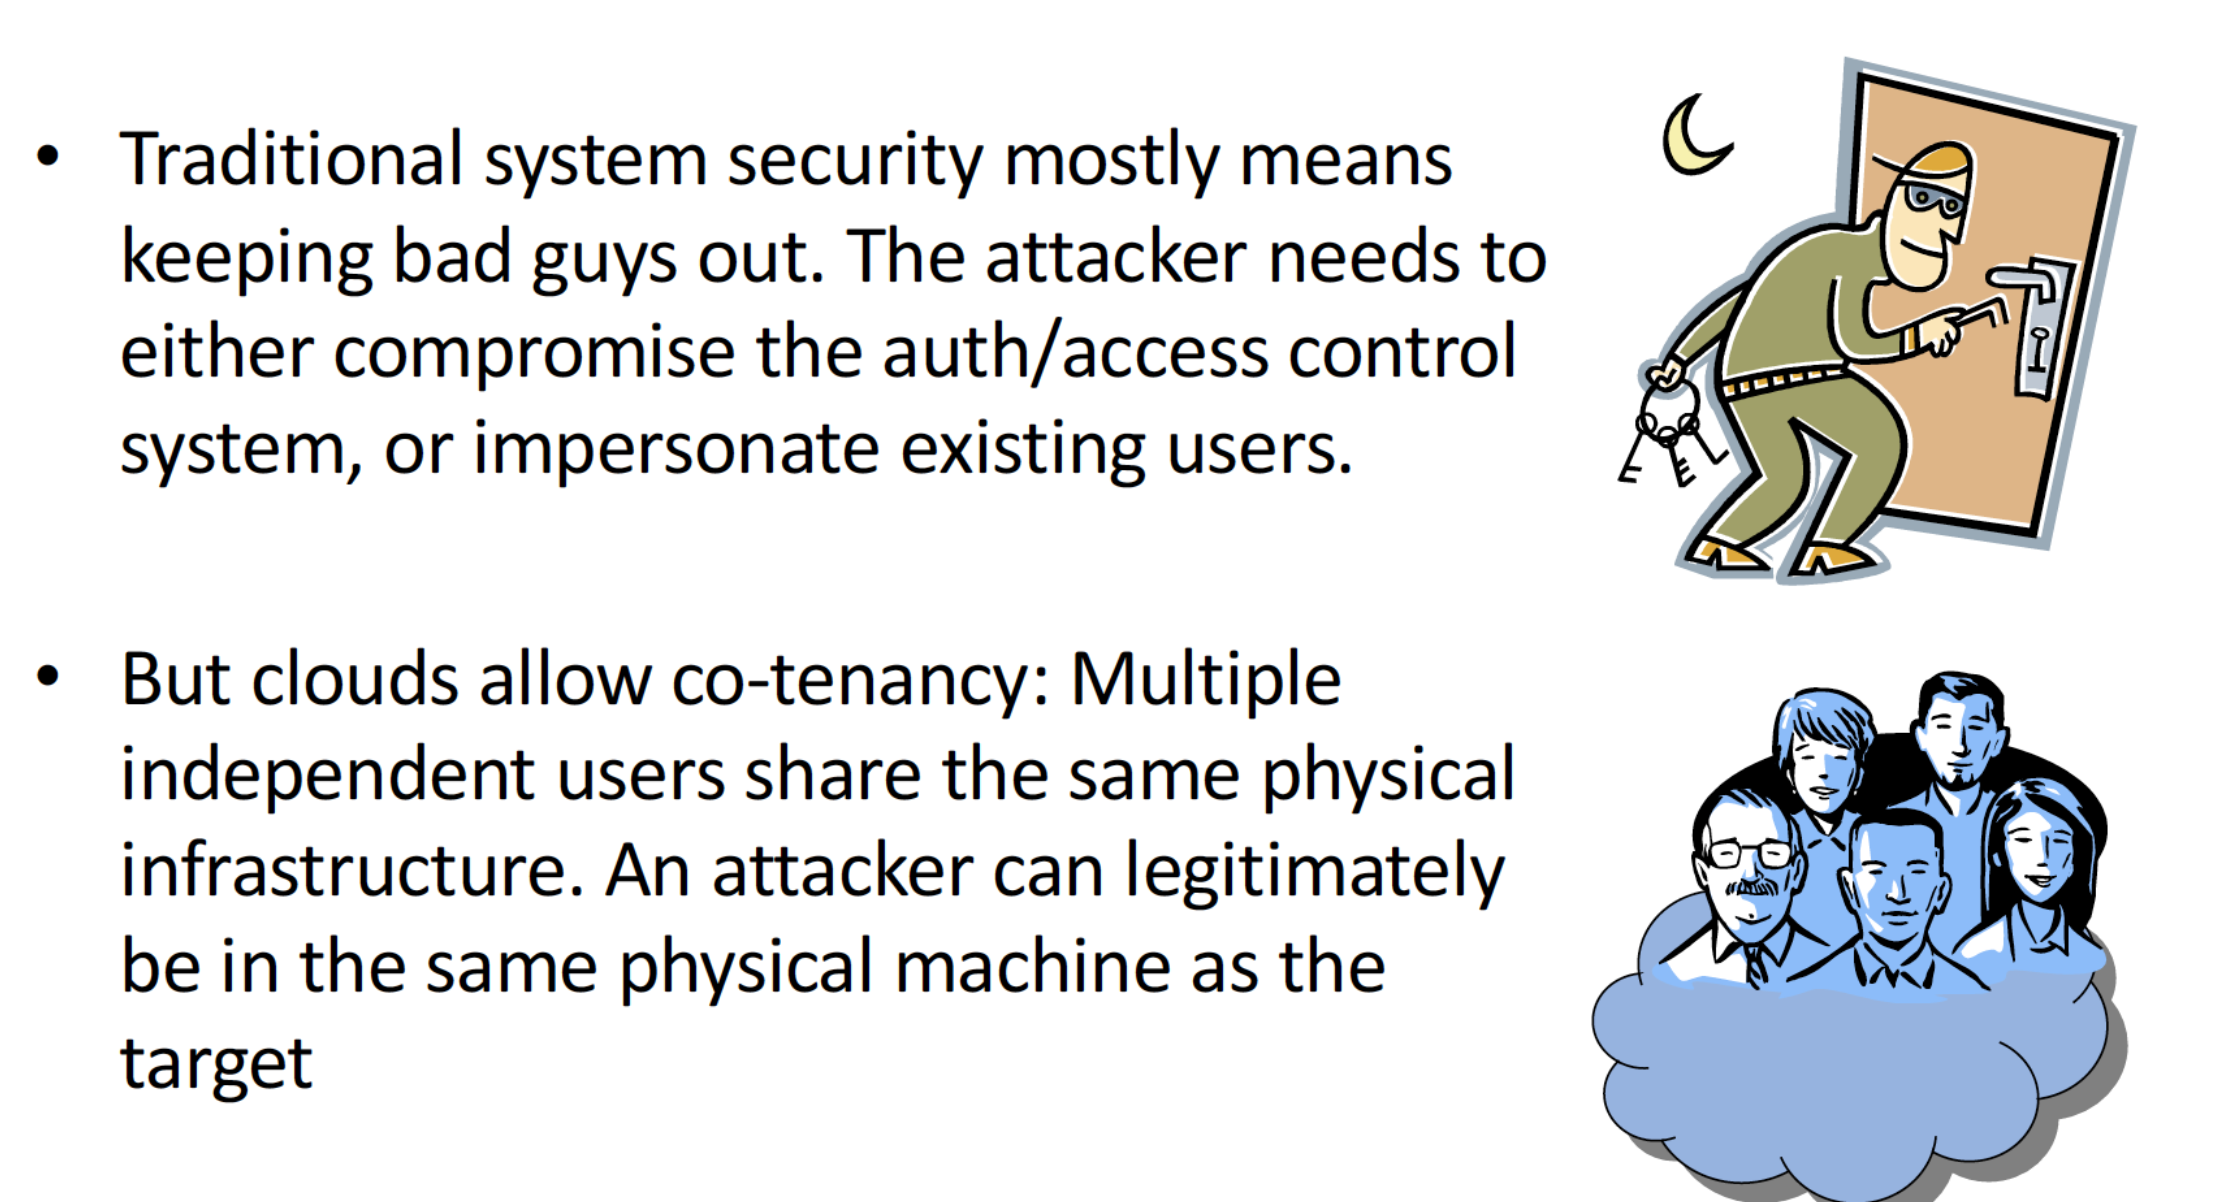 • Traditional system security mostly means
keeping bad guys out. The attacker needs to
either compromise the auth/access control
system, or impersonate existing users.
• But clouds allow co-tenancy: Multiple
independent users share the same physical
infrastructure. An attacker can legitimately
be in the same physical machine as the
target